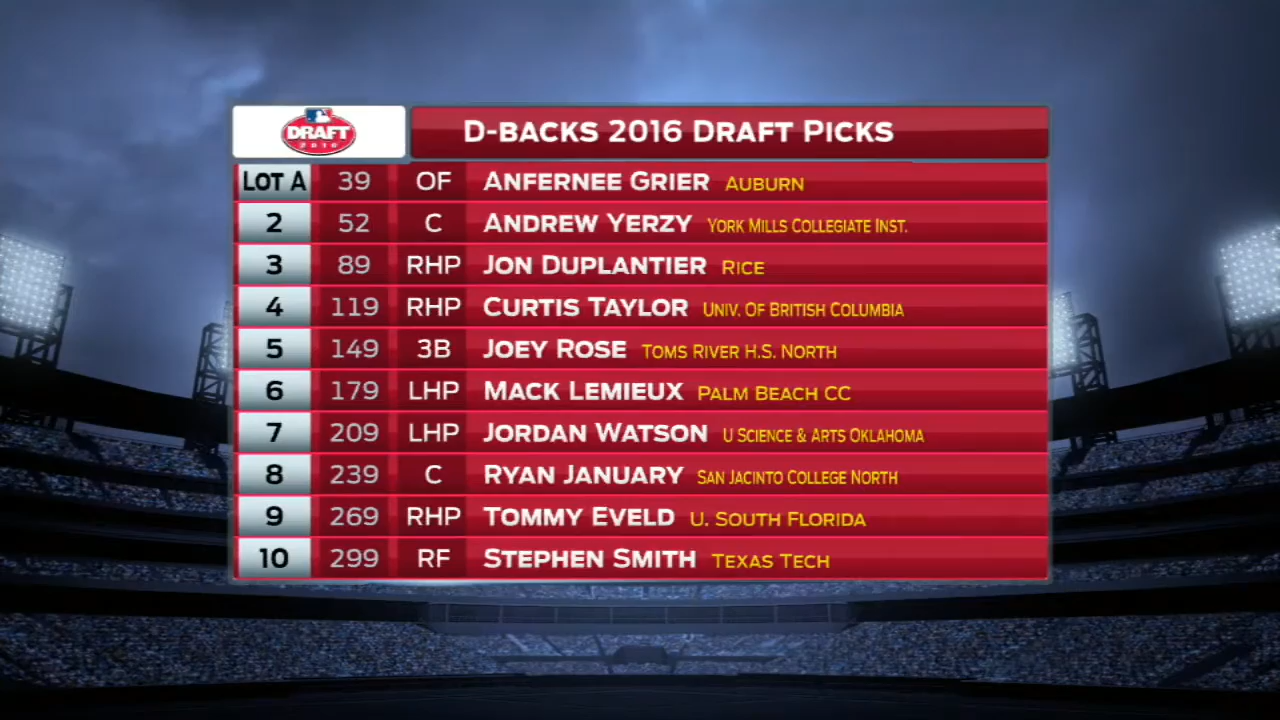 DRAFT
2016
D-BACKS 2016 DRAFT PICKS
LOT A 39 OF ANFERNEE GRIER AUBURN
2 52 C ANDREW YERZY YORK MILLS COLLEGIATE INST.
3 89 RHP JON DUPLANTIER RICE
4 119 RHP CURTIS TAYLOR UNIV. OF BRITISH COLUMBIA
5 149 3B JOEY ROSE TOMS RIVER H.S. NORTH
6 179 LHP MACK LEMIEUX PALM BEACH CC
7 209 LHP JORDAN WATSON U SCIENCE & ARTS OKLAHOMA
8 239 C RYAN JANUARY SAN JACINTO COLLEGE NORTH
9 269 RHP TOMMY EVELD U. SOUTH FLORIDA
10 299 RF STEPHEN SMITH TEXAS TECH